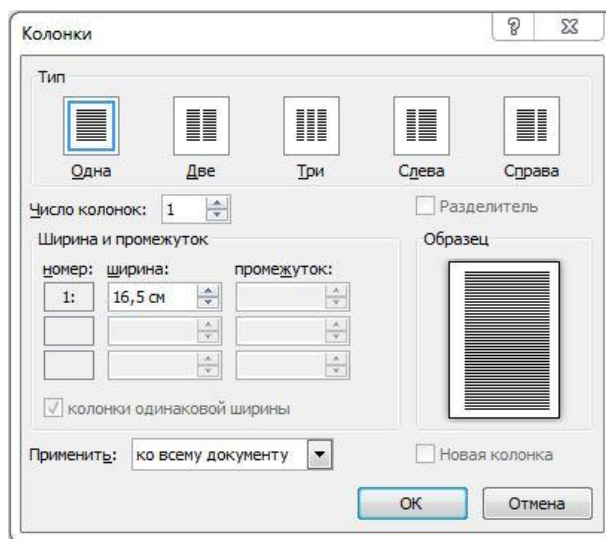 Колонки
Тип
Одна Две Три Слева Справа
Число колонок: 1
Разделитель
Ширина и промежуток
Образец
номер: ширина: промежуток:
1: 16,5 см
колонки одинаковой ширины
Применить: ко всему документу
Новая колонка
ОК Отмена